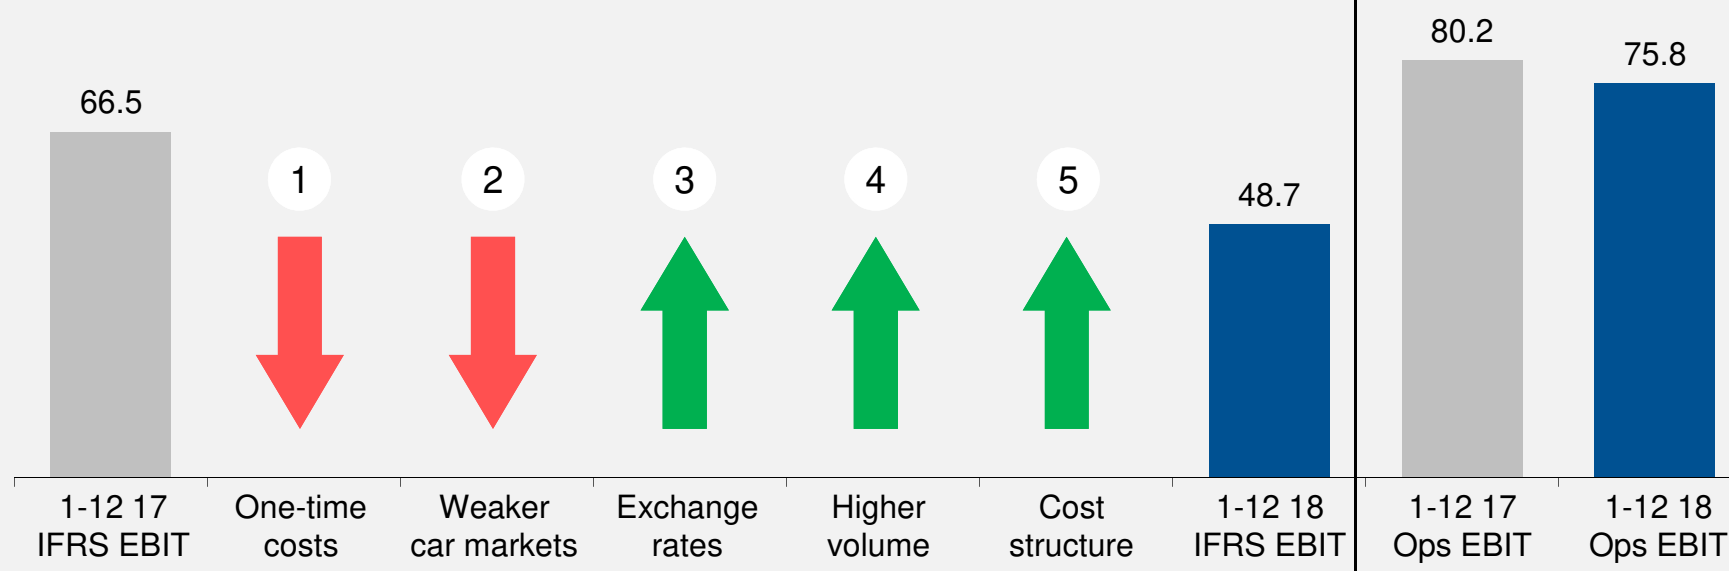 80.2
75.8
66.5
1
2
3
4
5
48.7
1-12 17
IFRS EBIT
One-time
costs
Weaker
car markets
Exchange
rates
Higher
volume
Cost
structure
1-12 18
IFRS EBIT
1-12 17
Ops EBIT
1-12 18
Ops EBIT